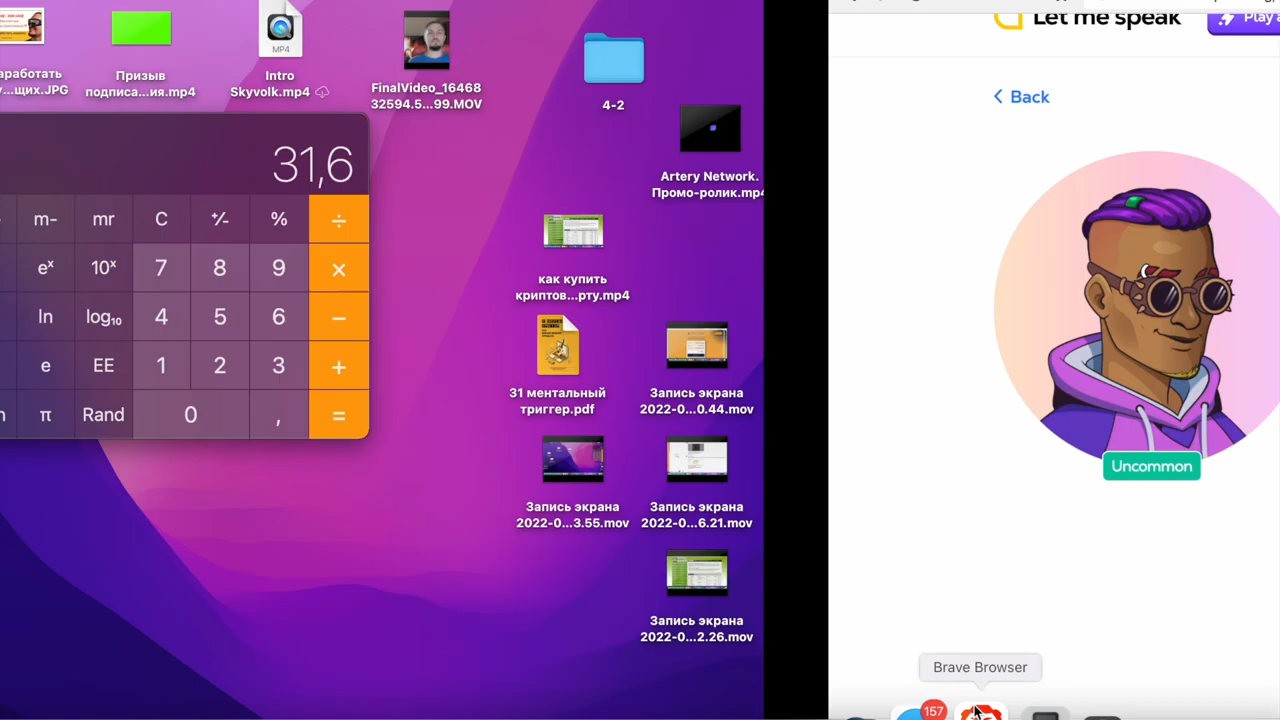 аработать
у...щих.JPG
Призыв
подписа...ия.mp4
MP4
Intro
Skyvolk.mp4
FinalVideo_16468
32594.5...99.MOV
4-2
Artery Network.
Промо-ролик.mp4
31,6
m- mr C +/- % ÷
eˣ 10ˣ 7 8 9 ×
ln log₁₀ 4 5 6 −
e EE 1 2 3 +
π Rand 0 , =
как купить
криптов...рту.mp4
31 ментальный
триггер.pdf
Запись экрана
2022-0...0.44.mov
Запись экрана
2022-0...3.55.mov
Запись экрана
2022-0...6.21.mov
Запись экрана
2022-0...2.26.mov
Let me speak
Play a
Back
Uncommon
Brave Browser
157